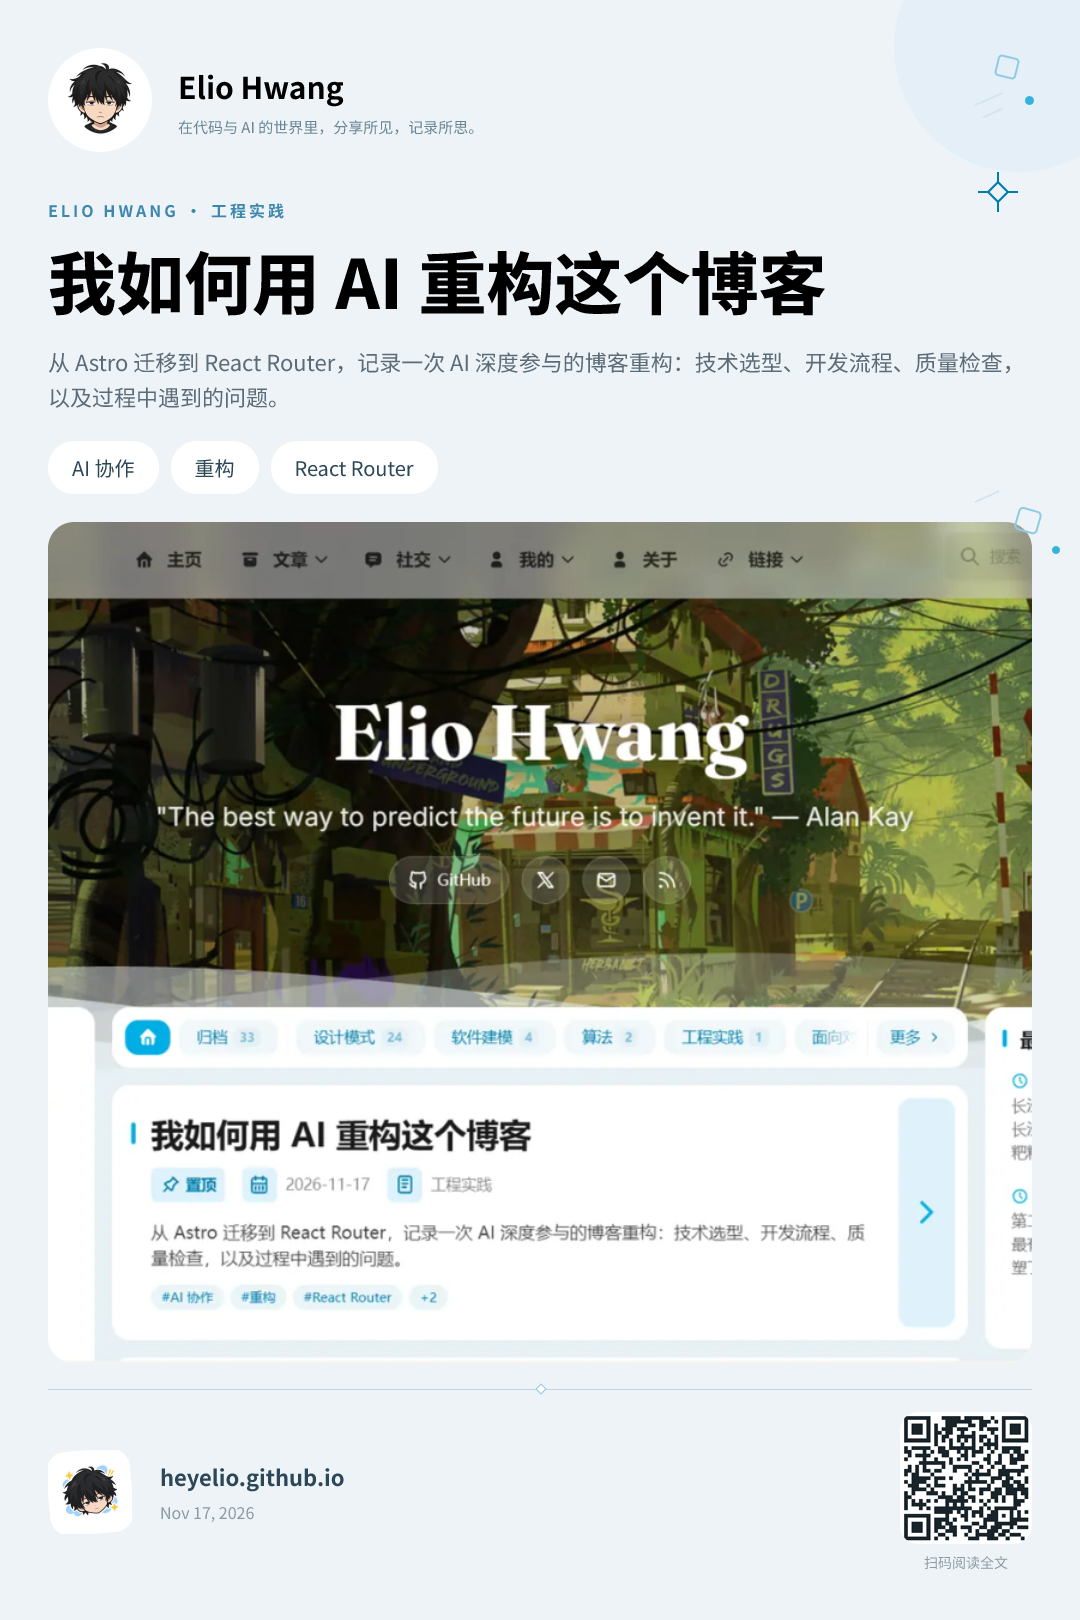 Elio Hwang
在代码与 AI 的世界里，分享所见，记录所思。
ELIO HWANG • 工程实践
我如何用 AI 重构这个博客
从 Astro 迁移到 React Router，记录一次 AI 深度参与的博客重构：技术选型、开发流程、质量检查，
以及过程中遇到的问题。
AI 协作 重构 React Router
主页 文章 社交 我的 关于 链接 搜索
DRUGS
Elio Hwang
UNDERGROUND
"The best way to predict the future is to invent it." — Alan Kay
GitHub
16
P
归档 33 设计模式 24 软件建模 4 算法 2 工程实践 1 面向 更多
我如何用 AI 重构这个博客
置顶 2026-11-17 工程实践
从 Astro 迁移到 React Router，记录一次 AI 深度参与的博客重构：技术选型、开发流程、质
量检查，以及过程中遇到的问题。
#AI 协作 #重构 #React Router +2
最
长
长
第
heyelio.github.io
Nov 17, 2026
扫码阅读全文